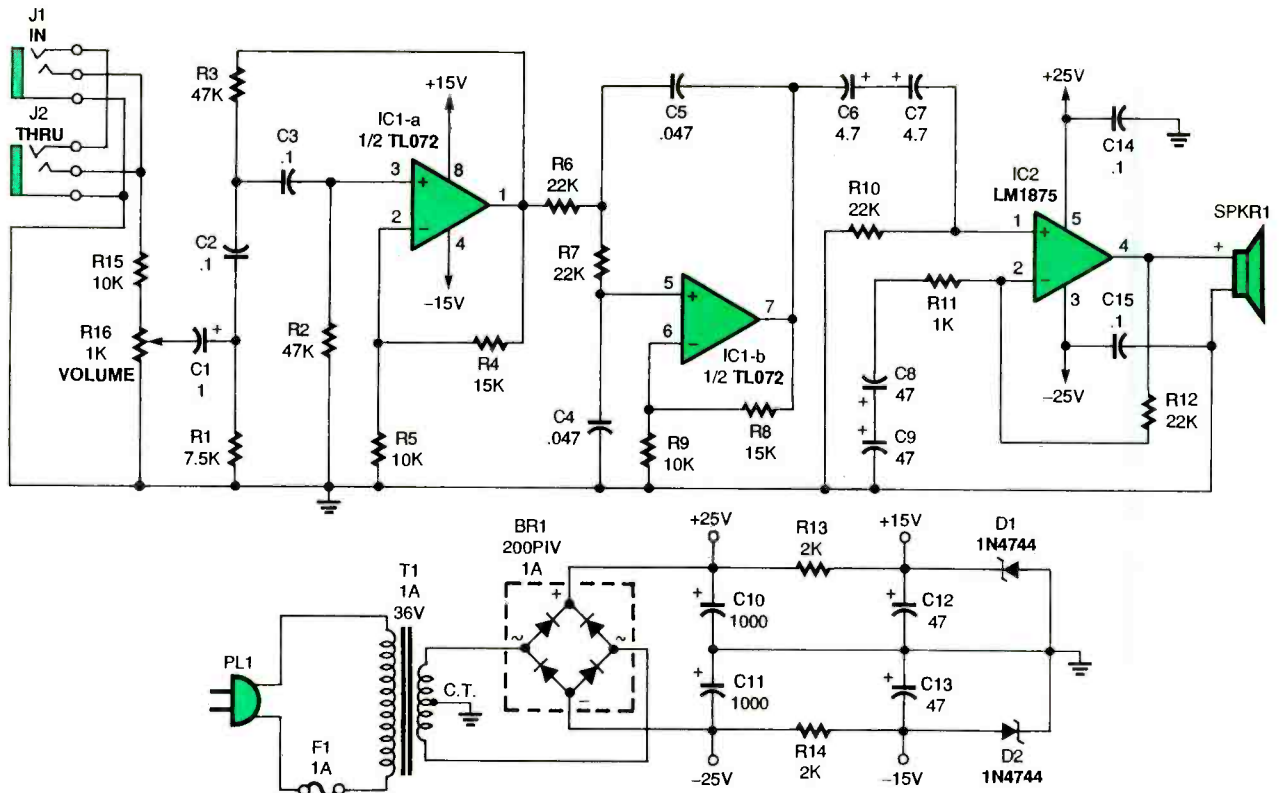 J1
IN
J2
THRU
R15
10K
R16
1K
VOLUME
C1
1
+
R3
47K
C3
.1
C2
.1
R1
7.5K
R2
47K
IC1-a
1/2 TL072
+15V
8
3
+
2
−
1
4
−15V
R4
15K
R5
10K
R6
22K
R7
22K
C5
.047
C4
.047
5
+
6
−
7
IC1-b
1/2 TL072
R8
15K
R9
10K
C6
4.7
+
C7
4.7
+
R10
22K
R11
1K
C8
47
+
C9
47
+
+25V
C14
.1
IC2
LM1875
1
+
2
−
5
4
3
C15
.1
−25V
R12
22K
SPKR1
+
PL1
F1
1A
T1
1A
36V
C.T.
BR1
200PIV
1A
+
~
~
−
+25V
R13
2K
+15V
D1
1N4744
+
C10
1000
+
C12
47
+
C11
1000
+
C13
47
−25V
R14
2K
−15V
D2
1N4744